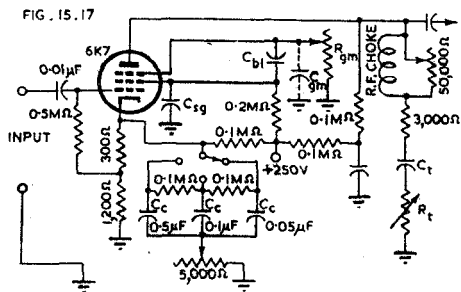 FIG. 15.17
6K7
0.01μF
0.5MΩ
INPUT
300Ω
1,200Ω
Csg
Cbl
Cgm
Rgm
0.2MΩ
0.1MΩ
0.1MΩ
+250V
0.1MΩ
R.F. CHOKE
50,000Ω
3,000Ω
Ct
Rt
0.1MΩ
0.1MΩ
Cc
0.5μF
Cc
0.1μF
Cc
0.05μF
5,000Ω